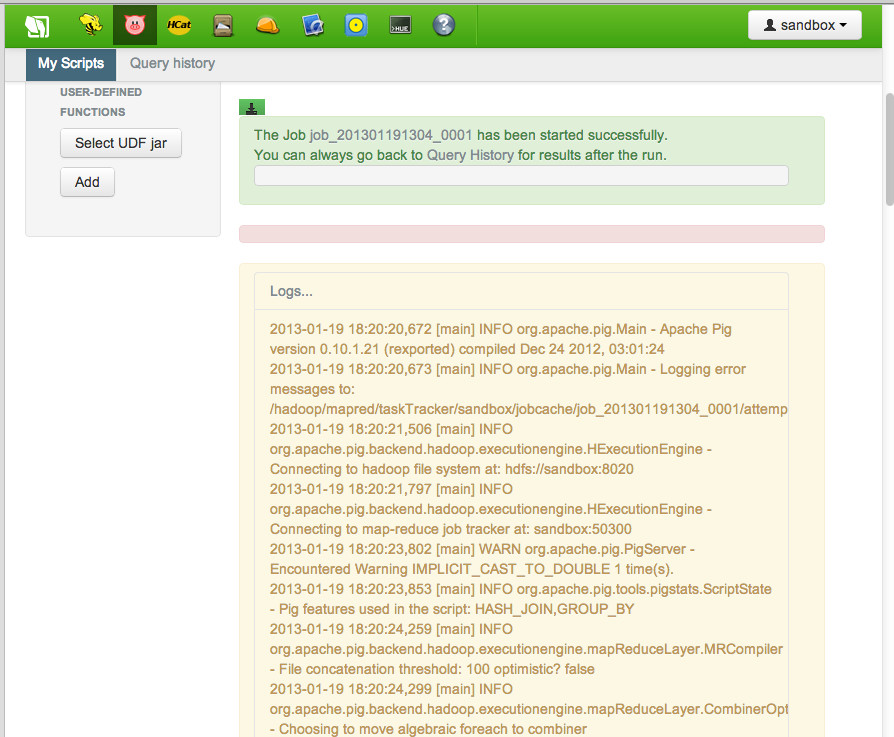 HCat
HUE
sandbox
My Scripts
Query history
USER-DEFINED
FUNCTIONS
Select UDF jar
Add
The Job job_201301191304_0001 has been started successfully.
You can always go back to Query History for results after the run.
Logs...
2013-01-19 18:20:20,672 [main] INFO org.apache.pig.Main - Apache Pig
version 0.10.1.21 (rexported) compiled Dec 24 2012, 03:01:24
2013-01-19 18:20:20,673 [main] INFO org.apache.pig.Main - Logging error
messages to:
/hadoop/mapred/taskTracker/sandbox/jobcache/job_201301191304_0001/attemp
2013-01-19 18:20:21,506 [main] INFO
org.apache.pig.backend.hadoop.executionengine.HExecutionEngine -
Connecting to hadoop file system at: hdfs://sandbox:8020
2013-01-19 18:20:21,797 [main] INFO
org.apache.pig.backend.hadoop.executionengine.HExecutionEngine -
Connecting to map-reduce job tracker at: sandbox:50300
2013-01-19 18:20:23,802 [main] WARN org.apache.pig.PigServer -
Encountered Warning IMPLICIT_CAST_TO_DOUBLE 1 time(s).
2013-01-19 18:20:23,853 [main] INFO org.apache.pig.tools.pigstats.ScriptState
- Pig features used in the script: HASH_JOIN,GROUP_BY
2013-01-19 18:20:24,259 [main] INFO
org.apache.pig.backend.hadoop.executionengine.mapReduceLayer.MRCompiler
- File concatenation threshold: 100 optimistic? false
2013-01-19 18:20:24,299 [main] INFO
org.apache.pig.backend.hadoop.executionengine.mapReduceLayer.CombinerOpt
- Choosing to move algebraic foreach to combiner